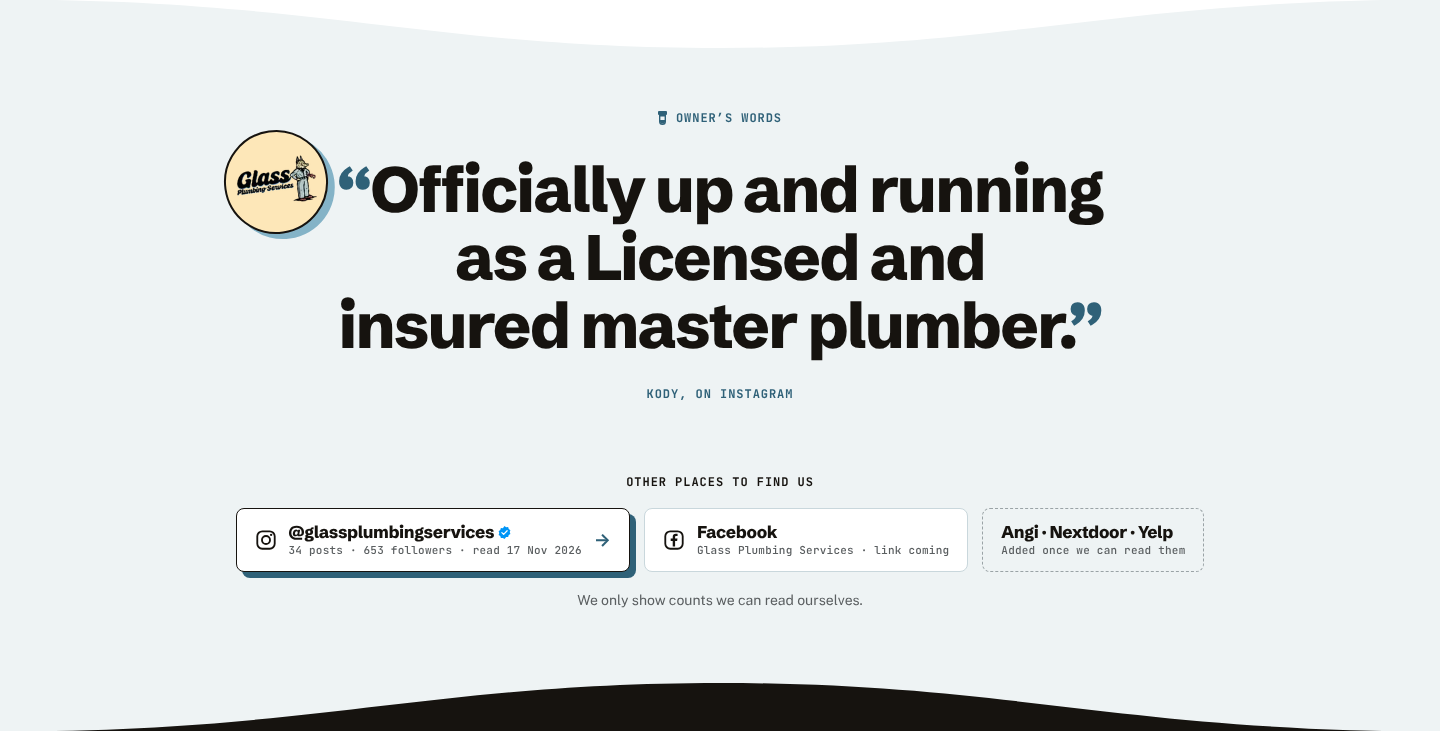 OWNER’S WORDS
Glass
Plumbing Services
“Officially up and running
as a Licensed and
insured master plumber.”
KODY, ON INSTAGRAM
OTHER PLACES TO FIND US
@glassplumbingservices
34 posts · 653 followers · read 17 Nov 2026
Facebook
Glass Plumbing Services · link coming
Angi · Nextdoor · Yelp
Added once we can read them
We only show counts we can read ourselves.